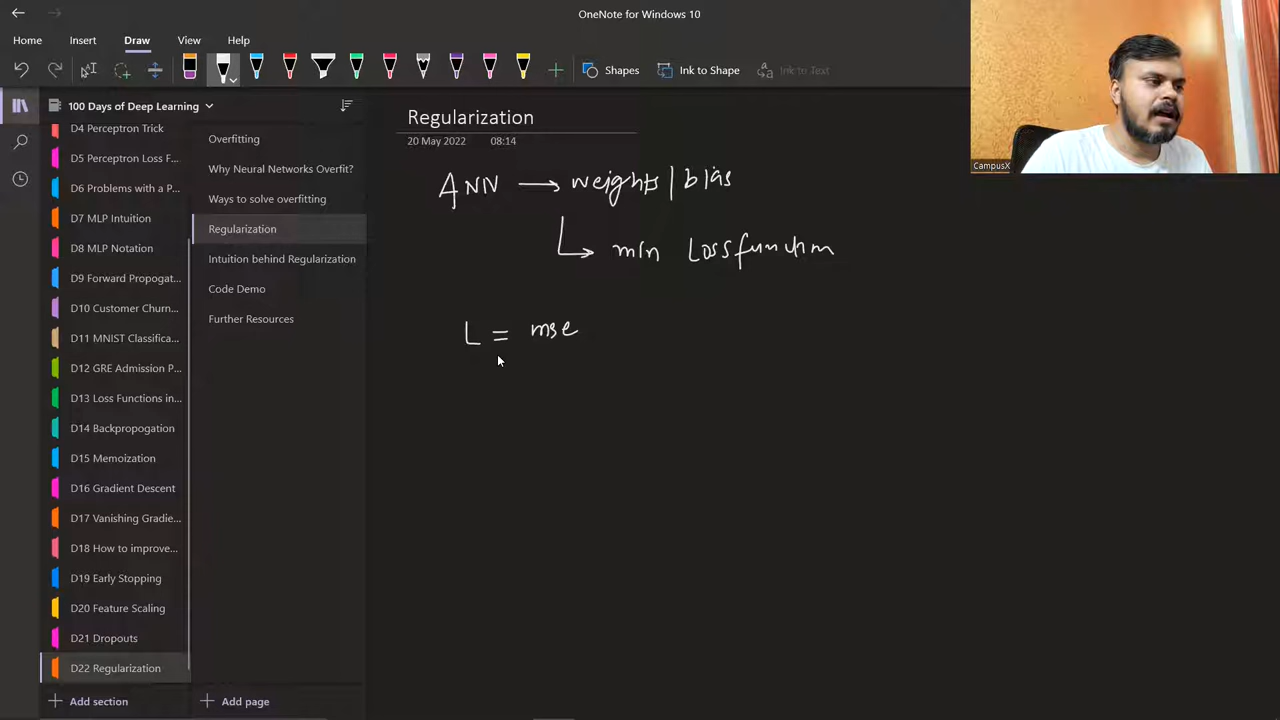 OneNote for Windows 10
Home Insert Draw View Help
Shapes Ink to Shape Ink to Text
100 Days of Deep Learning
D4 Perceptron Trick
D5 Perceptron Loss F...
D6 Problems with a P...
D7 MLP Intuition
D8 MLP Notation
D9 Forward Propogat...
D10 Customer Churn...
D11 MNIST Classifica...
D12 GRE Admission P...
D13 Loss Functions in...
D14 Backpropogation
D15 Memoization
D16 Gradient Descent
D17 Vanishing Gradie...
D18 How to improve...
D19 Early Stopping
D20 Feature Scaling
D21 Dropouts
D22 Regularization
Add section
Overfitting
Why Neural Networks Overfit?
Ways to solve overfitting
Regularization
Intuition behind Regularization
Code Demo
Further Resources
Add page
Regularization
20 May 2022 08:14
ANN → weights | bias
↳ min Loss function
L = mse
CampusX